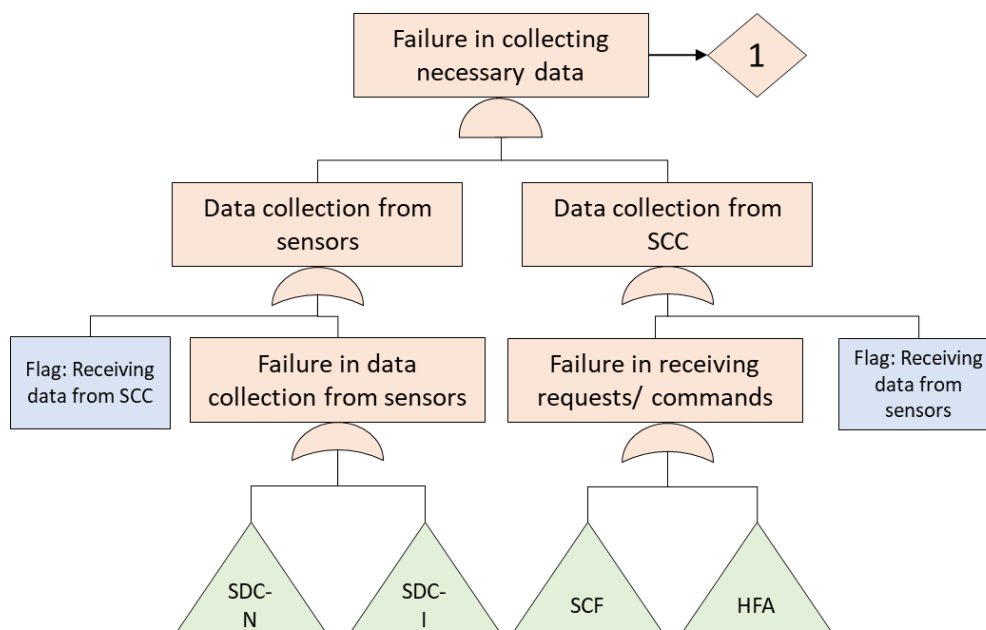 Failure in collecting
necessary data
1
Data collection from
sensors
Data collection from
SCC
Flag: Receiving
data from SCC
Failure in data
collection from sensors
Failure in receiving
requests/ commands
Flag: Receiving
data from
sensors
SDC-
N
SDC-
I
SCF
HFA